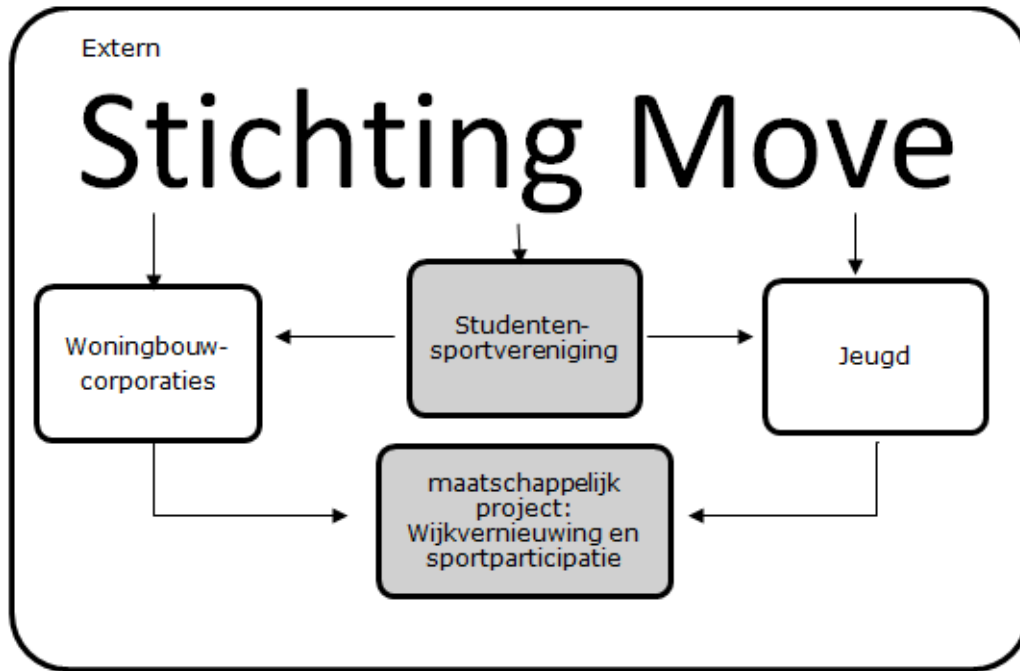 Extern
Stichting Move
Woningbouw-
corporaties
Studenten-
sportvereniging
Jeugd
maatschappelijk
project:
Wijkvernieuwing en
sportparticipatie